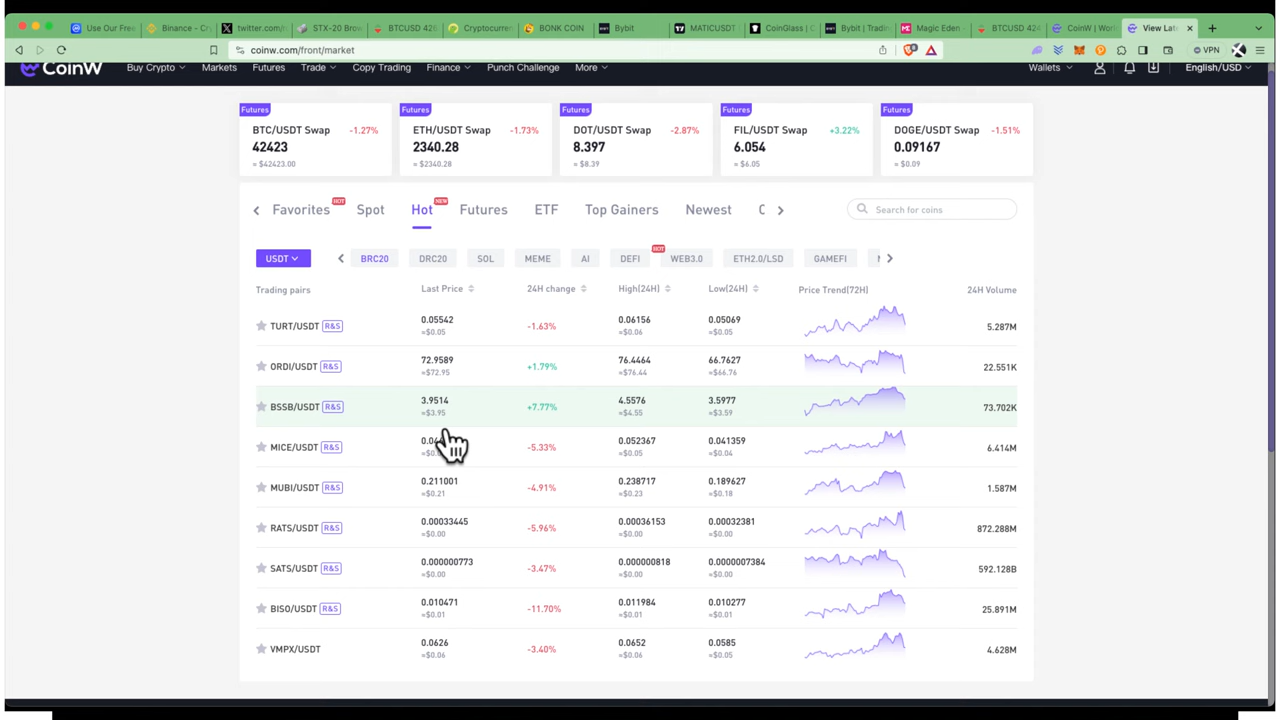 Use Our Free
Binance - Cr
twitter.com/i
STX-20 Brow
BTCUSD 426
Cryptocurren
BONK COIN
Bybit
MATICUSDT
CoinGlass | C
Bybit | Tradin
Magic Eden
BTCUSD 424
CoinW | Worl
View Late
coinw.com/front/market
VPN
CoinW
Buy Crypto
Markets
Futures
Trade
Copy Trading
Finance
Punch Challenge
More
Wallets
English/USD
Futures
BTC/USDT Swap -1.27%
42423
≈ $42423.00
Futures
ETH/USDT Swap -1.73%
2340.28
≈ $2340.28
Futures
DOT/USDT Swap -2.87%
8.397
≈ $8.39
Futures
FIL/USDT Swap +3.22%
6.054
≈ $6.05
Futures
DOGE/USDT Swap -1.51%
0.09167
≈ $0.09
Favorites HOT Spot Hot NEW Futures ETF Top Gainers Newest
Search for coins
USDT BRC20 DRC20 SOL MEME AI DEFI HOT WEB3.0 ETH2.0/LSD GAMEFI
Trading pairs Last Price 24H change High(24H) Low(24H) Price Trend(72H) 24H Volume
TURT/USDT R&S 0.05542 -1.63% 0.06156 0.05069 5.287M
≈$0.05 ≈$0.06 ≈$0.05
ORDI/USDT R&S 72.9589 +1.79% 76.4464 66.7627 22.551K
≈$72.95 ≈$76.44 ≈$66.76
BSSB/USDT R&S 3.9514 +7.77% 4.5576 3.5977 73.702K
≈$3.95 ≈$4.55 ≈$3.59
MICE/USDT R&S -5.33% 0.052367 0.041359 6.414M
≈$0.05 ≈$0.04
MUBI/USDT R&S 0.211001 -4.91% 0.238717 0.189627 1.587M
≈$0.21 ≈$0.23 ≈$0.18
RATS/USDT R&S 0.00033445 -5.96% 0.00036153 0.00032381 872.288M
≈$0.00 ≈$0.00 ≈$0.00
SATS/USDT R&S 0.000000773 -3.47% 0.000000818 0.0000007384 592.128B
≈$0.00 ≈$0.00 ≈$0.00
BISO/USDT R&S 0.010471 -11.70% 0.011984 0.010277 25.891M
≈$0.01 ≈$0.01 ≈$0.01
VMPX/USDT 0.0626 -3.40% 0.0652 0.0585 4.628M
≈$0.06 ≈$0.06 ≈$0.05